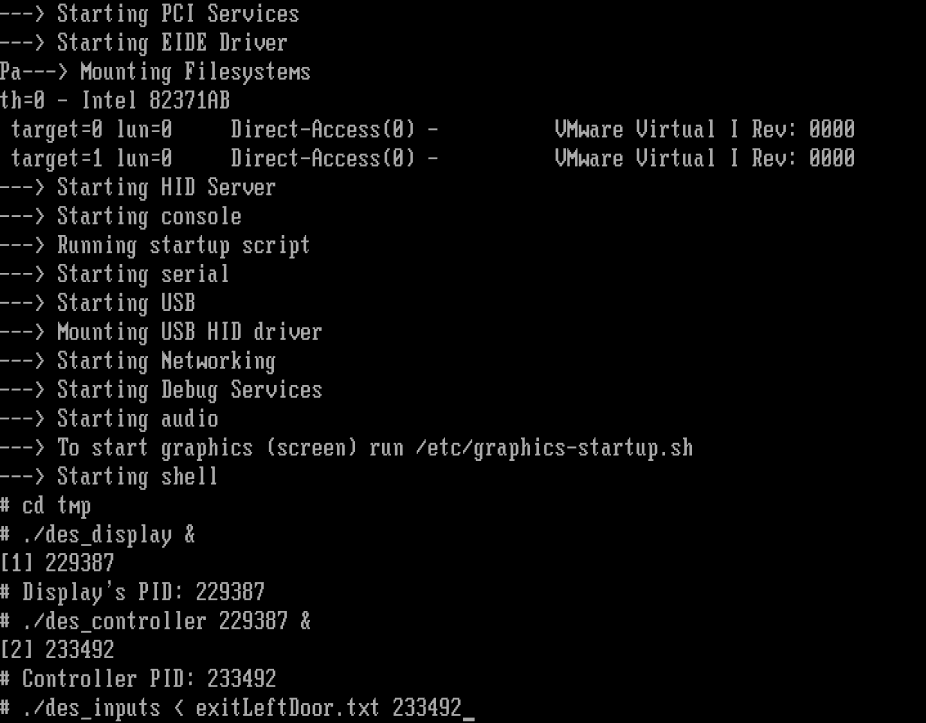 ---> Starting PCI Services
---> Starting EIDE Driver
Pa---> Mounting Filesystems
th=0 - Intel 82371AB
 target=0 lun=0     Direct-Access(0) -          VMware Virtual I Rev: 0000
 target=1 lun=0     Direct-Access(0) -          VMware Virtual I Rev: 0000
---> Starting HID Server
---> Starting console
---> Running startup script
---> Starting serial
---> Starting USB
---> Mounting USB HID driver
---> Starting Networking
---> Starting Debug Services
---> Starting audio
---> To start graphics (screen) run /etc/graphics-startup.sh
---> Starting shell
# cd tmp
# ./des_display &
[1] 229387
# Display's PID: 229387
# ./des_controller 229387 &
[2] 233492
# Controller PID: 233492
# ./des_inputs < exitLeftDoor.txt 233492_